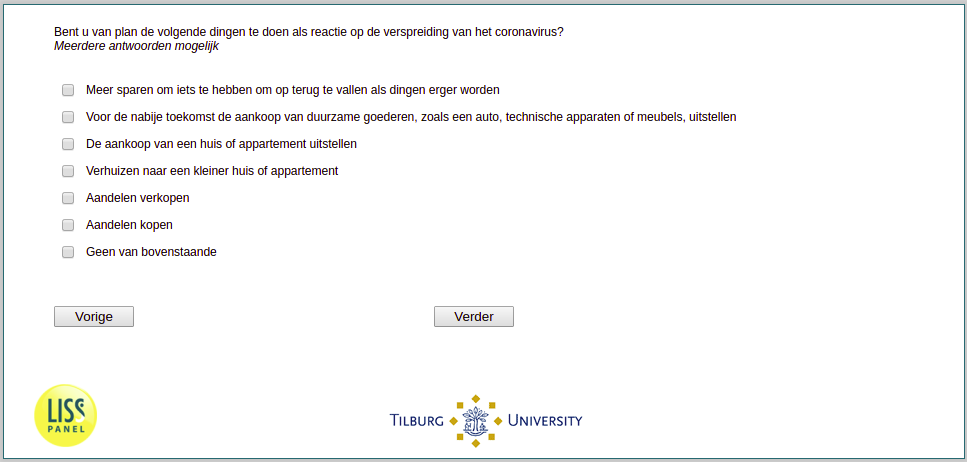 Bent u van plan de volgende dingen te doen als reactie op de verspreiding van het coronavirus?
Meerdere antwoorden mogelijk
Meer sparen om iets te hebben om op terug te vallen als dingen erger worden
Voor de nabije toekomst de aankoop van duurzame goederen, zoals een auto, technische apparaten of meubels, uitstellen
De aankoop van een huis of appartement uitstellen
Verhuizen naar een kleiner huis of appartement
Aandelen verkopen
Aandelen kopen
Geen van bovenstaande
Vorige
Verder
LISS
PANEL
TILBURG UNIVERSITY